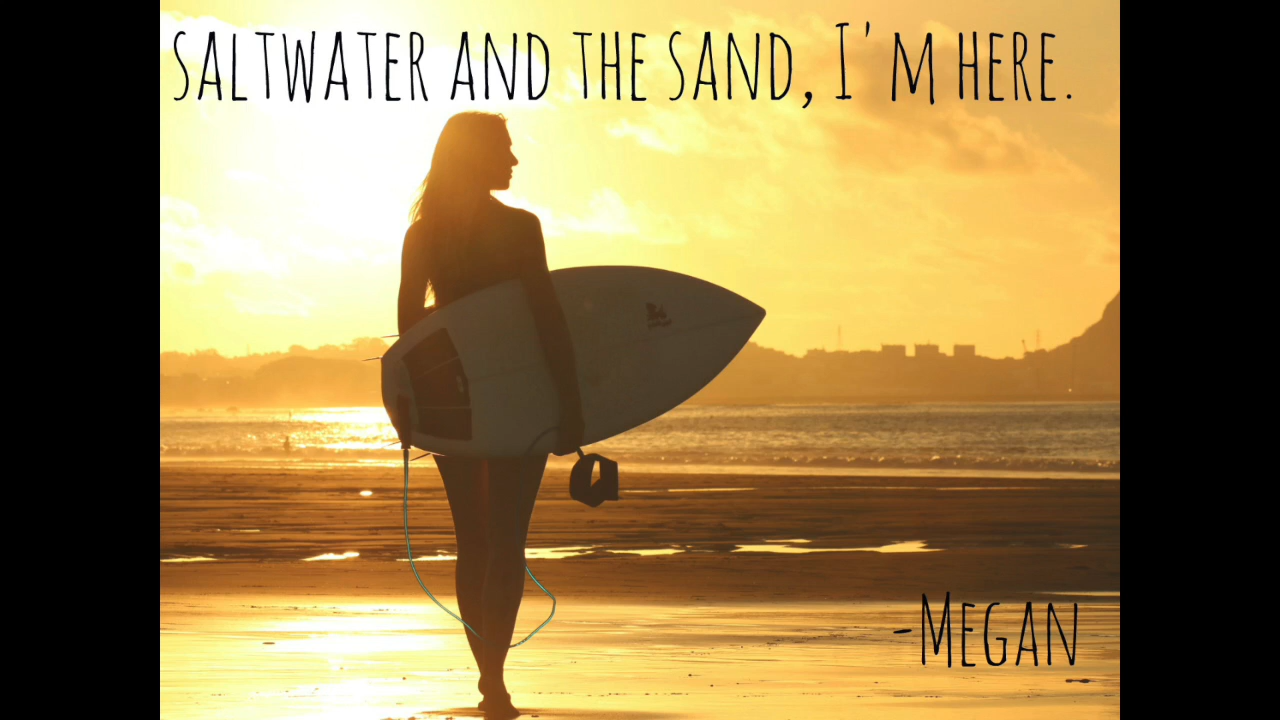 SALTWATER AND THE SAND, I'M HERE.
-MEGAN